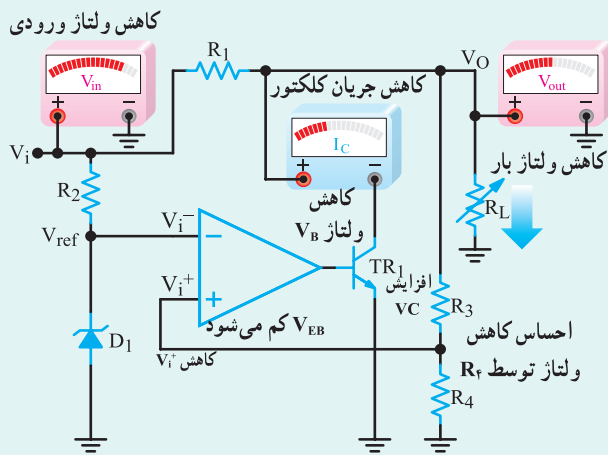 کاهش ولتاژ ورودی
Vin
+
−
R1
VO
Vout
+
−
Vi
کاهش جریان کلکتور
IC
+
−
کاهش ولتاژ بار
R2
RL
کاهش
ولتاژ VB
Vref
Vi−
−
Vi+
+
TR1
افزایش
VC
R3
VEB کم می‌شود
D1
کاهش Vi+
احساس کاهش
ولتاژ توسط R۴
R4